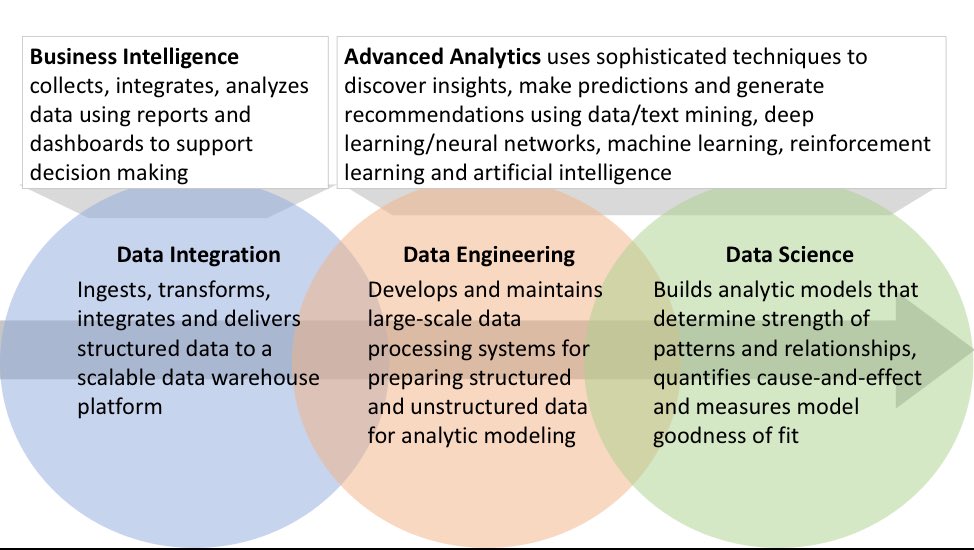 Business Intelligence
collects, integrates, analyzes
data using reports and
dashboards to support
decision making
Advanced Analytics uses sophisticated techniques to
discover insights, make predictions and generate
recommendations using data/text mining, deep
learning/neural networks, machine learning, reinforcement
learning and artificial intelligence
Data Integration
Ingests, transforms,
integrates and delivers
structured data to a
scalable data warehouse
platform
Data Engineering
Develops and maintains
large-scale data
processing systems for
preparing structured
and unstructured data
for analytic modeling
Data Science
Builds analytic models that
determine strength of
patterns and relationships,
quantifies cause-and-effect
and measures model
goodness of fit